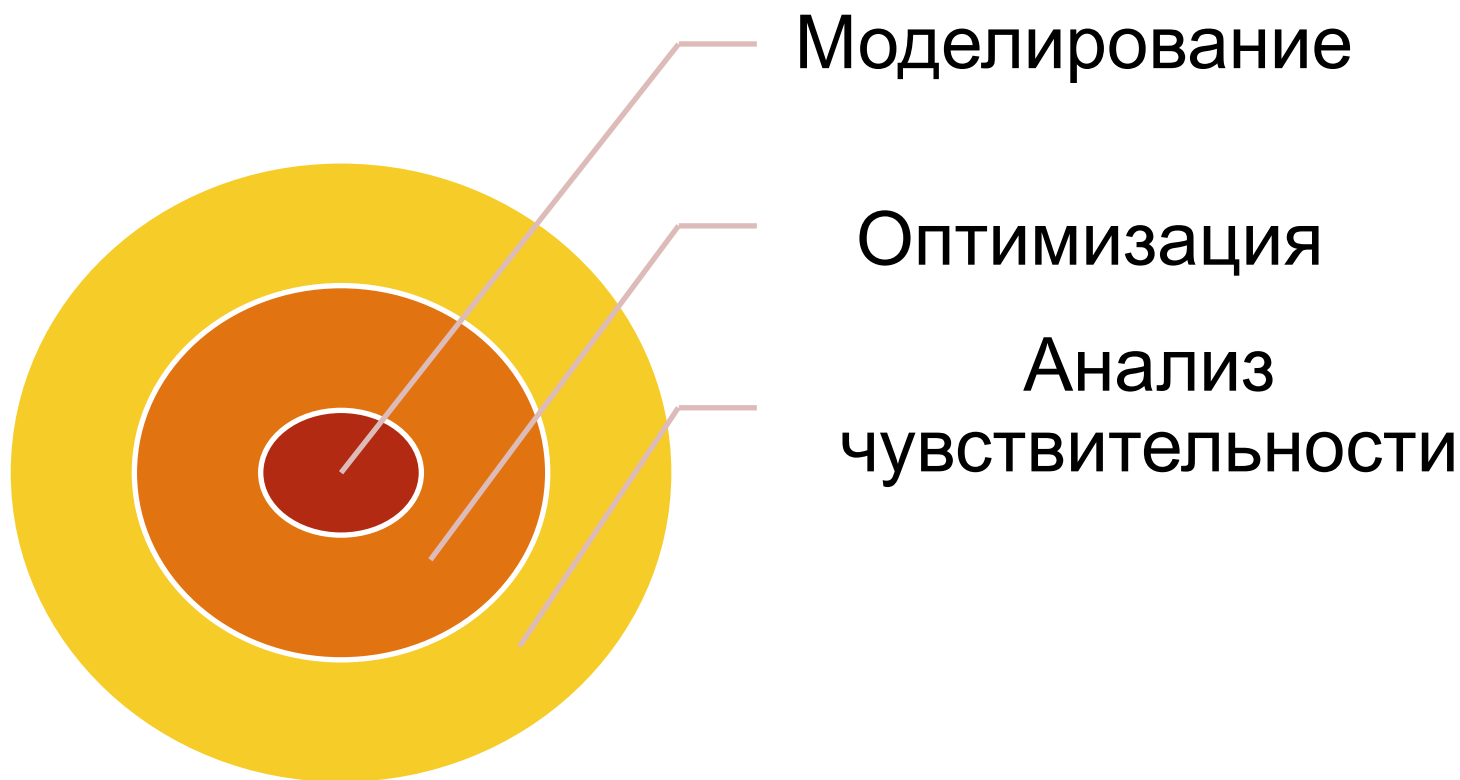 Моделирование
Оптимизация
Анализ
чувствительности